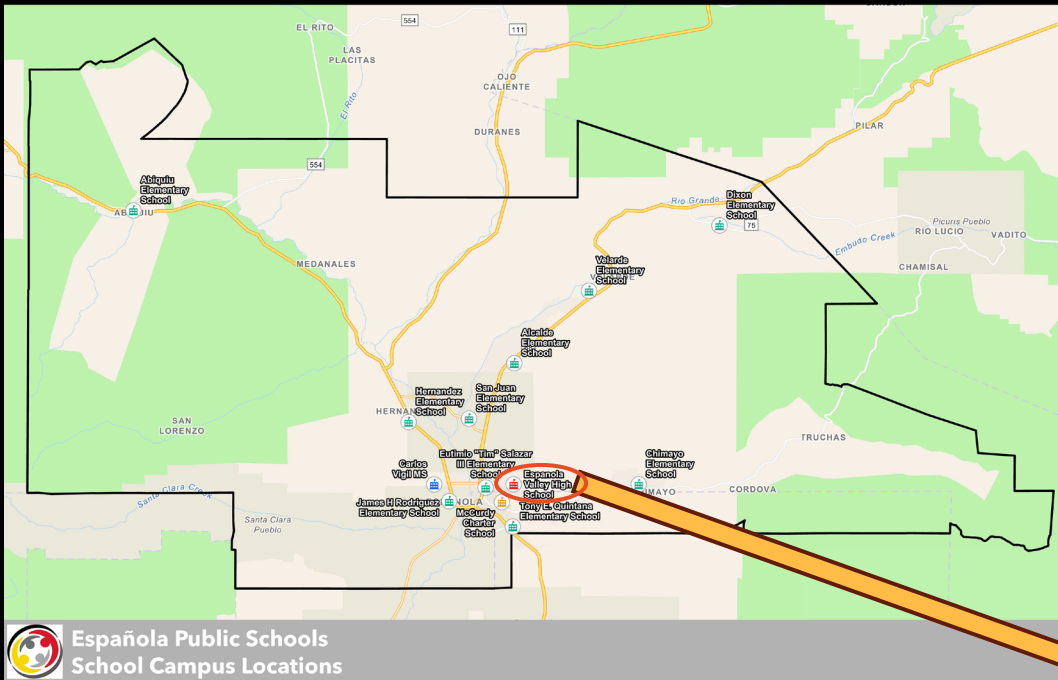 554
EL RITO
111
LAS
PLACITAS
OJO
CALIENTE
El Rito
DURANES
PILAR
554
Abiquiu
Elementary
School
Dixon
Elementary
School
Rio Grande
75
Picuris Pueblo
RIO LUCIO
VADITO
Embudo Creek
MEDANALES
Velarde
Elementary
School
CHAMISAL
Alcalde
Elementary
School
Hernandez
Elementary
School
San Juan
Elementary
School
SAN
LORENZO
TRUCHAS
Eutimio "Tim" Salazar
III Elementary
School
Carlos
Vigil MS
Espanola
Valley High
School
Chimayo
Elementary
School
CORDOVA
Santa Clara Creek
James H Rodriguez
Elementary School
McCurdy
Charter
School
Tony E. Quintana
Elementary School
Santa Clara
Pueblo
Española Public Schools
School Campus Locations